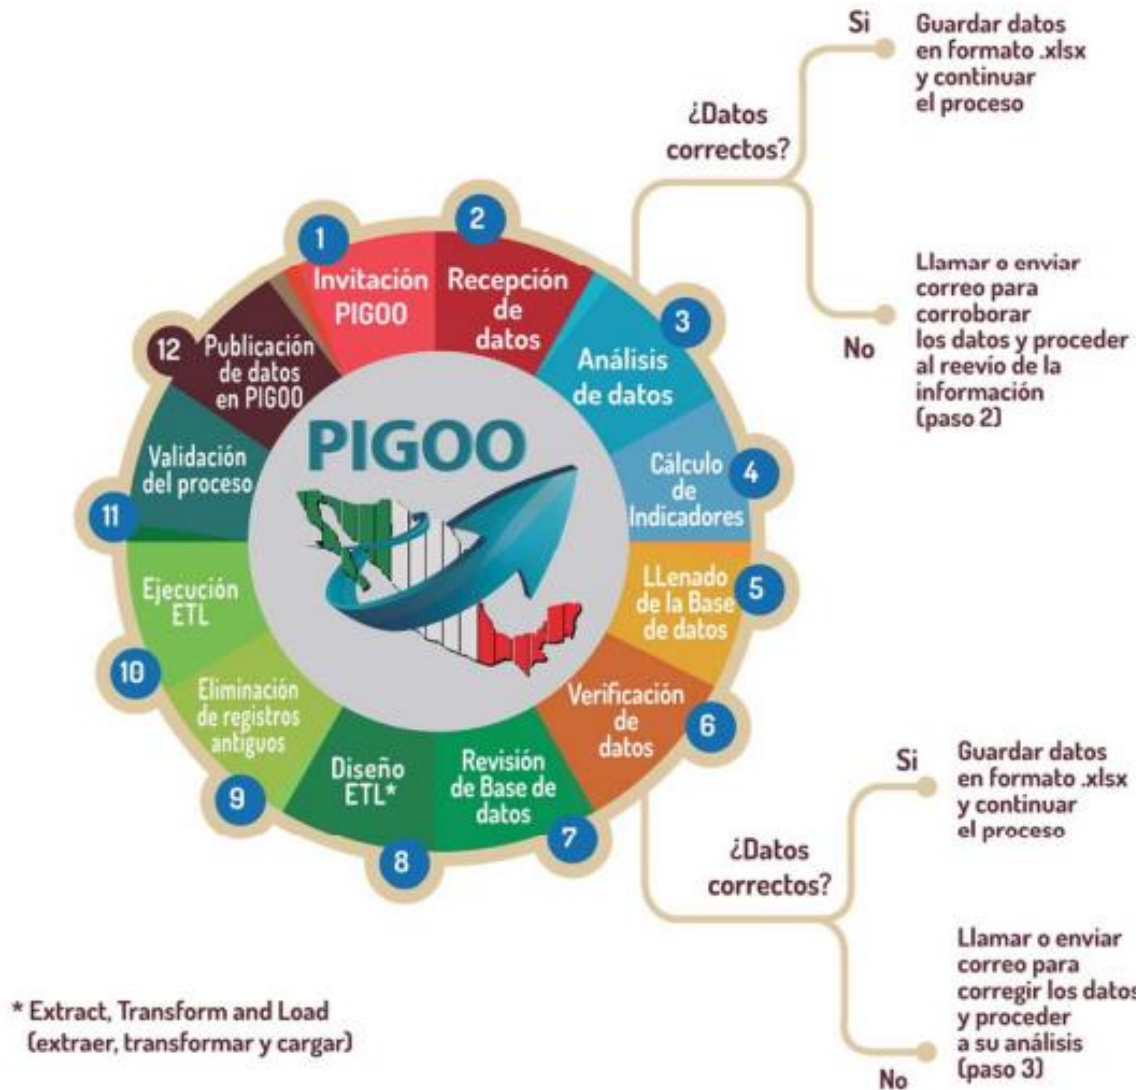 Si
Guardar datos
en formato .xlsx
y continuar
el proceso
¿Datos
correctos?
No
Llamar o enviar
correo para
corroborar
los datos y proceder
al reevío de la
información
(paso 2)
1
Invitación
PIGOO
2
Recepción
de
datos
3
Análisis
de datos
4
Cálculo
de
Indicadores
5
LLenado
de la Base
de datos
6
Verificación
de
datos
7
Revisión
de Base de
datos
8
Diseño
ETL*
9
Eliminación
de registros
antiguos
10
Ejecución
ETL
11
Validación
del proceso
12
Publicación
de datos
en PIGOO
PIGOO
Si
Guardar datos
en formato .xlsx
y continuar
el proceso
¿Datos
correctos?
No
Llamar o enviar
correo para
corregir los datos
y proceder
a su análisis
(paso 3)
* Extract, Transform and Load
(extraer, transformar y cargar)